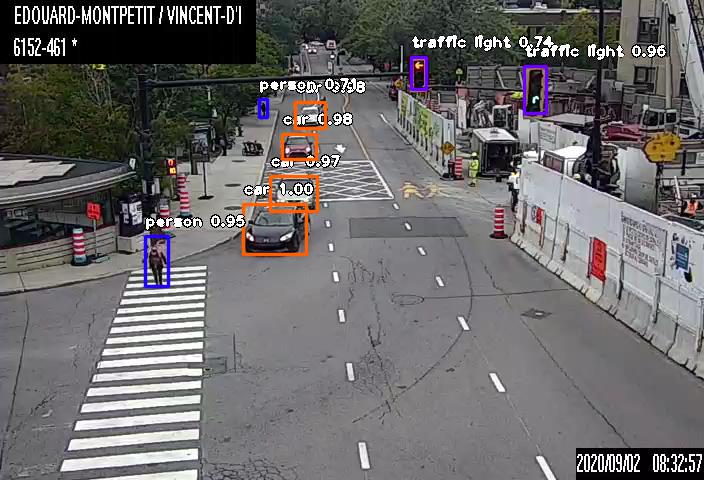 EDOUARD-MONTPETIT / VINCENT-D'I
6152-461 *
traffic light 0.74
traffic light 0.96
person 0.71
car 0.98
car 0.97
car 1.00
person 0.95
2020/09/02 08:32:57